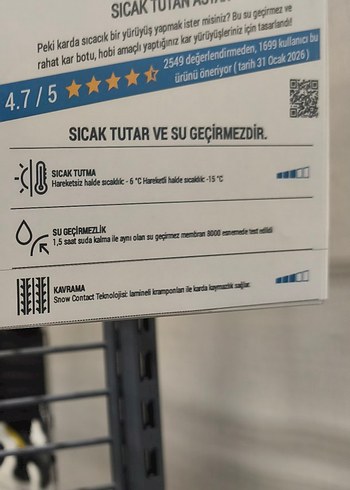 SICAK TUTAN ASTAR
Peki karda sıcacık bir yürüyüş yapmak ister misiniz? Bu su geçirmez ve
rahat kar botu, hobi amaçlı yaptığınız kar yürüyüşleriniz için tasarlandı!
4.7 / 5
2549 değerlendirmeden, 1699 kullanıcı bu
ürünü öneriyor ( tarih 31 Ocak 2026 )
SICAK TUTAR VE SU GEÇİRMEZDİR.
SICAK TUTMA
Hareketsiz halde sıcaklık: - 6 °C Hareketli halde sıcaklık -15 °C
SU GEÇİRMEZLİK
1,5 saat suda kalma ile aynı olan su geçirmez membran 8000 esnemede test edildi
KAVRAMA
Snow Contact Teknolojisi: lamineli kramponları ile karda kaymazlık sağlar.